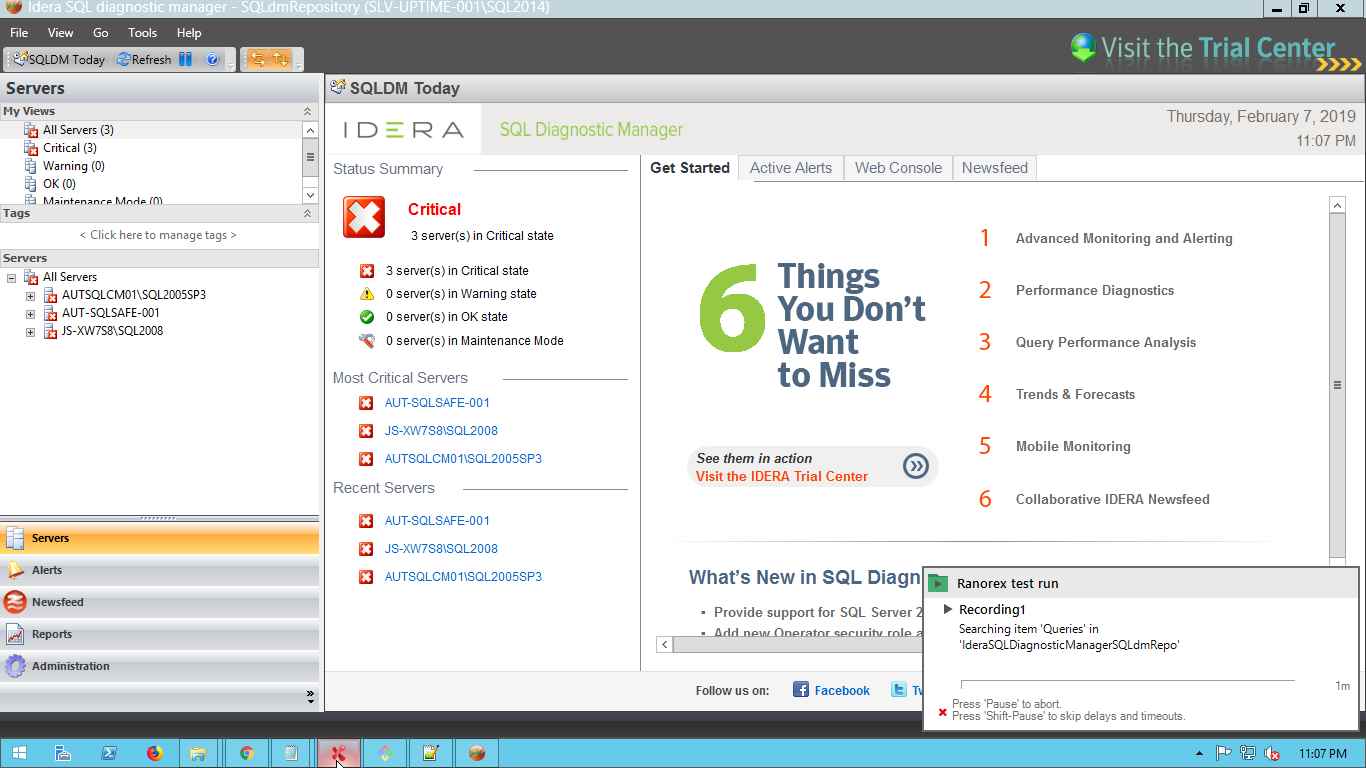 Idera SQL diagnostic manager - SQLdmRepository (SLV-UPTIME-001\SQL2014)
File View Go Tools Help
SQLDM Today Refresh
Visit the Trial Center
Servers
My Views
All Servers (3)
Critical (3)
Warning (0)
OK (0)
Maintenance Mode (0)
Tags
< Click here to manage tags >
Servers
All Servers
AUTSQLCM01\SQL2005SP3
AUT-SQLSAFE-001
JS-XW7S8\SQL2008
Servers
Alerts
Newsfeed
Reports
Administration
SQLDM Today
IDERA SQL Diagnostic Manager
Thursday, February 7, 2019
11:07 PM
Status Summary
Critical
3 server(s) in Critical state
3 server(s) in Critical state
0 server(s) in Warning state
0 server(s) in OK state
0 server(s) in Maintenance Mode
Most Critical Servers
AUT-SQLSAFE-001
JS-XW7S8\SQL2008
AUTSQLCM01\SQL2005SP3
Recent Servers
AUT-SQLSAFE-001
JS-XW7S8\SQL2008
AUTSQLCM01\SQL2005SP3
Get Started Active Alerts Web Console Newsfeed
6 Things
You Don't
Want
to Miss
See them in action
Visit the IDERA Trial Center
1 Advanced Monitoring and Alerting
2 Performance Diagnostics
3 Query Performance Analysis
4 Trends & Forecasts
5 Mobile Monitoring
6 Collaborative IDERA Newsfeed
What's New in SQL Diagn
Provide support for SQL Server 2
Add new Operator security role a
Follow us on: Facebook Tw
Ranorex test run
Recording1
Searching item 'Queries' in
'IderaSQLDiagnosticManagerSQLdmRepo'
1m
Press 'Pause' to abort.
Press 'Shift-Pause' to skip delays and timeouts.
11:07 PM